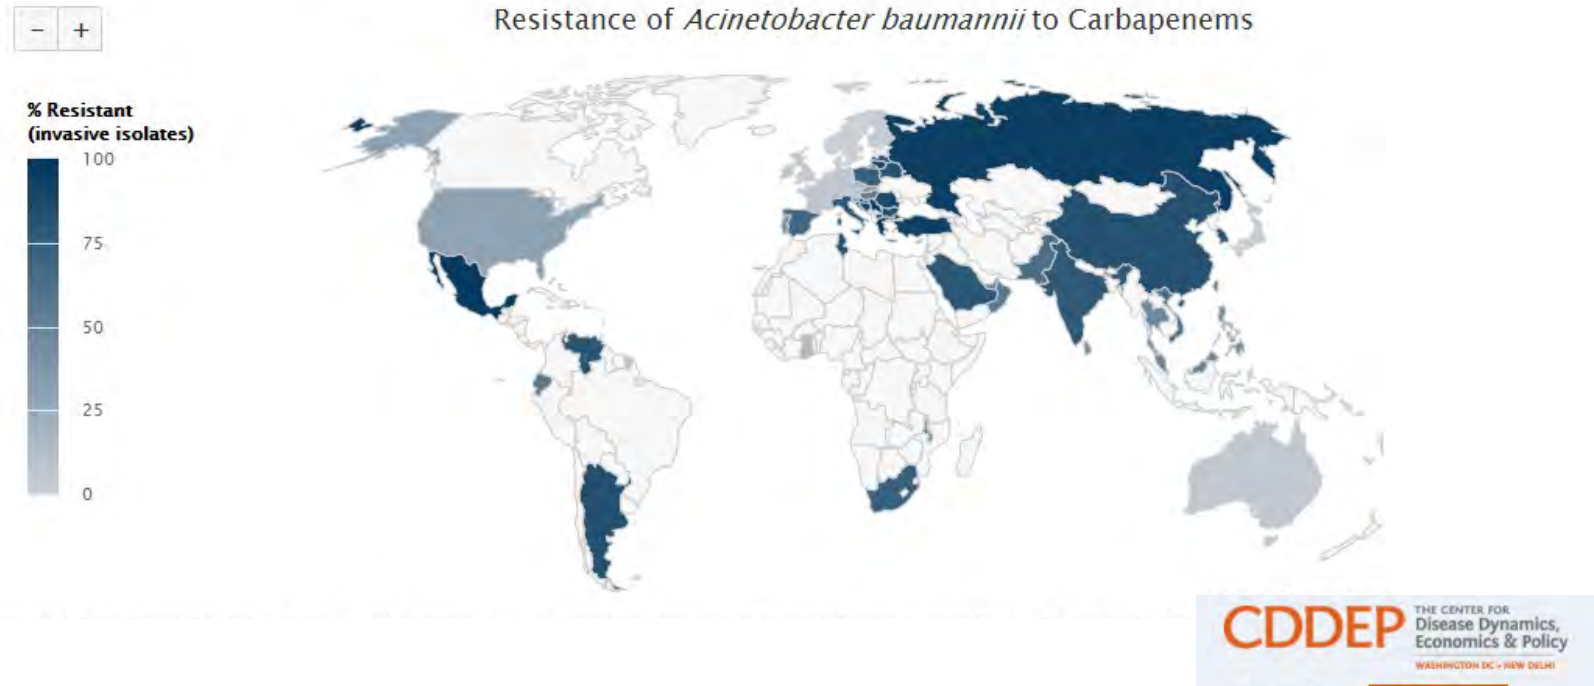 − +
Resistance of Acinetobacter baumannii to Carbapenems
% Resistant
(invasive isolates)
100
75
50
25
0
CDDEP
THE CENTER FOR
Disease Dynamics,
Economics & Policy
WASHINGTON DC • NEW DELHI